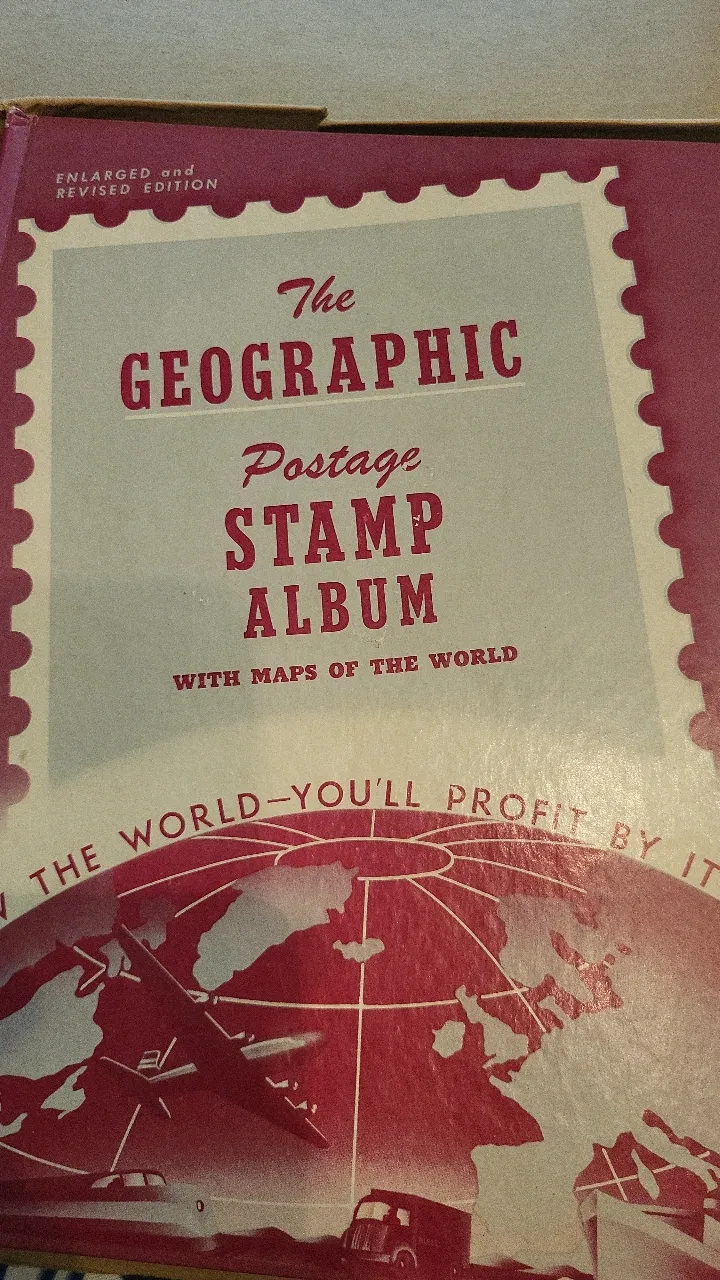 ENLARGED and
REVISED EDITION
The
GEOGRAPHIC
Postage
STAMP
ALBUM
WITH MAPS OF THE WORLD
THE WORLD—YOU'LL PROFIT BY IT